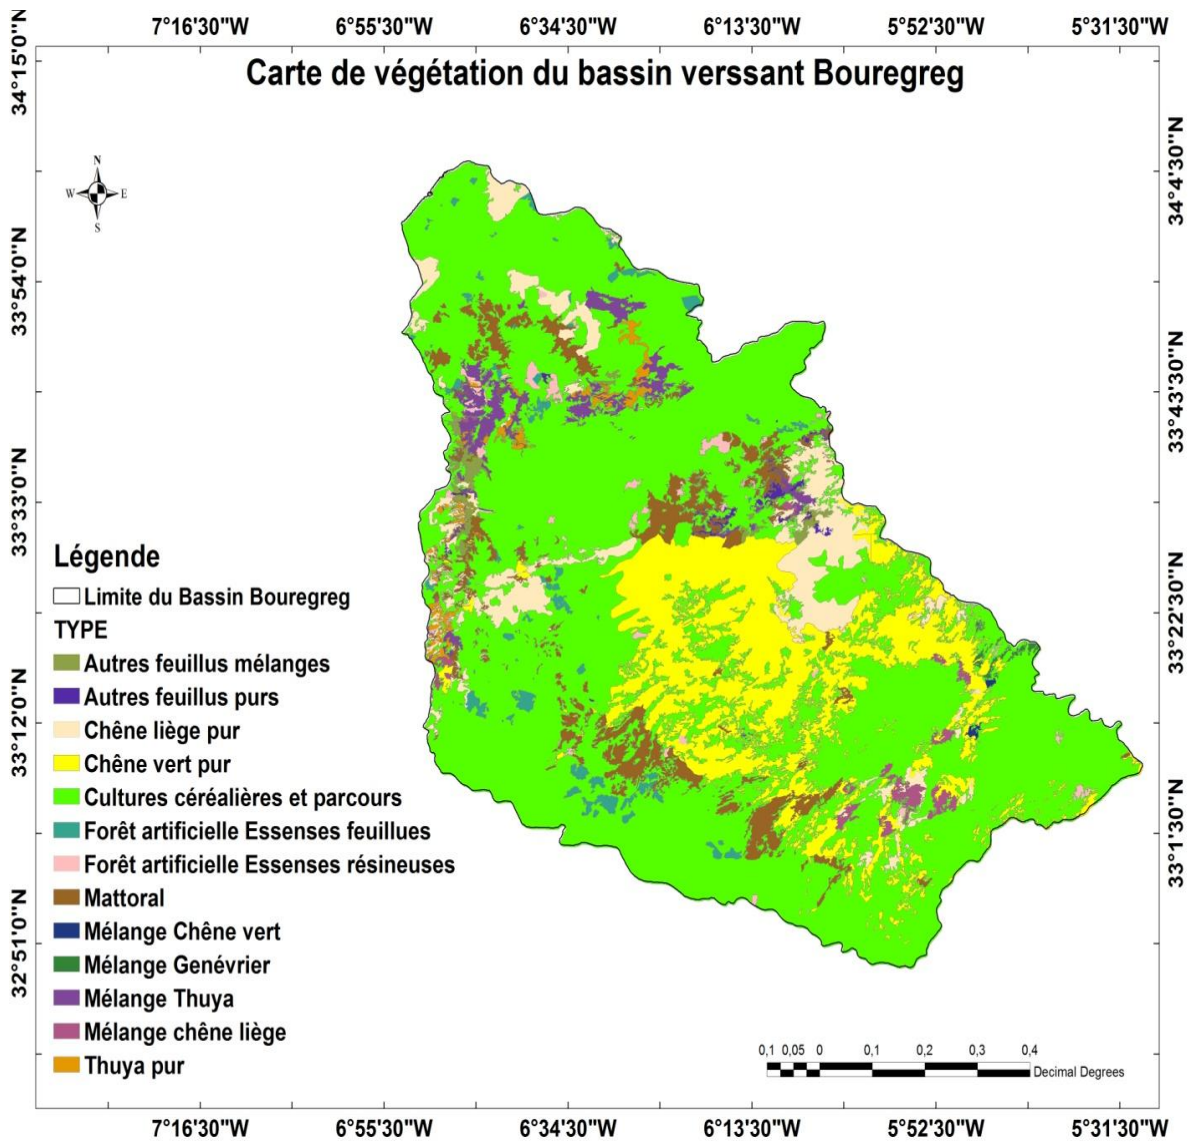 7°16'30"W 6°55'30"W 6°34'30"W 6°13'30"W 5°52'30"W 5°31'30"W
Carte de végétation du bassin verssant Bouregreg
34°15'0"N
33°54'0"N
33°33'0"N
33°12'0"N
32°51'0"N
34°4'30"N
33°43'30"N
33°22'30"N
33°1'30"N
N
W E
S
Légende
Limite du Bassin Bouregreg
TYPE
Autres feuillus mélanges
Autres feuillus purs
Chêne liège pur
Chêne vert pur
Cultures céréalières et parcours
Forêt artificielle Essenses feuillues
Forêt artificielle Essenses résineuses
Mattoral
Mélange Chêne vert
Mélange Genévrier
Mélange Thuya
Mélange chêne liège
Thuya pur
0,1 0,05 0 0,1 0,2 0,3 0,4
Decimal Degrees
7°16'30"W 6°55'30"W 6°34'30"W 6°13'30"W 5°52'30"W 5°31'30"W